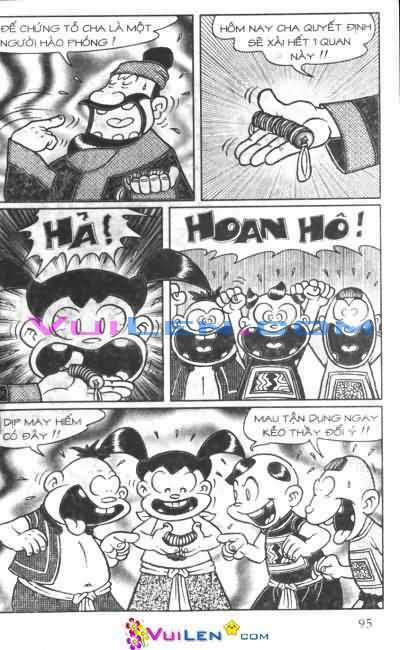 ĐỂ CHỨNG TỎ CHA LÀ MỘT
NGƯỜI HÀO PHÓNG!
HÔM NAY CHA QUYẾT ĐỊNH
SẼ XÀI HẾT 1 QUAN
NÀY!!
HẢ!
HOAN HÔ!
VuiLen.com
DỊP MAY HIẾM
CÓ ĐÂY!!
MAU TẬN DỤNG NGAY
KẺO THẦY ĐỔI Ý!!
95
VuiLen.com